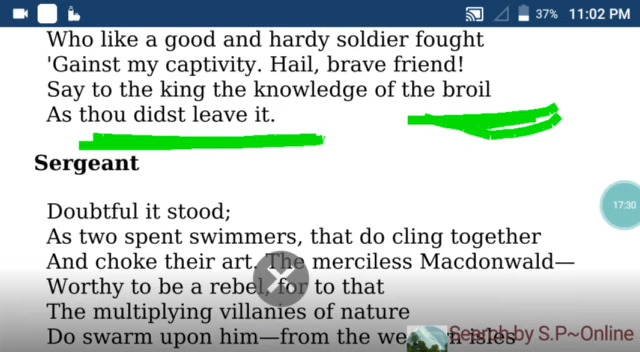 37% 11:02 PM
Who like a good and hardy soldier fought
'Gainst my captivity. Hail, brave friend!
Say to the king the knowledge of the broil
As thou didst leave it.
Sergeant
17:30
Doubtful it stood;
As two spent swimmers, that do cling together
And choke their art. The merciless Macdonwald—
Worthy to be a rebel, for to that
The multiplying villanies of nature
Do swarm upon him—from the isles
Search by S.P~Online